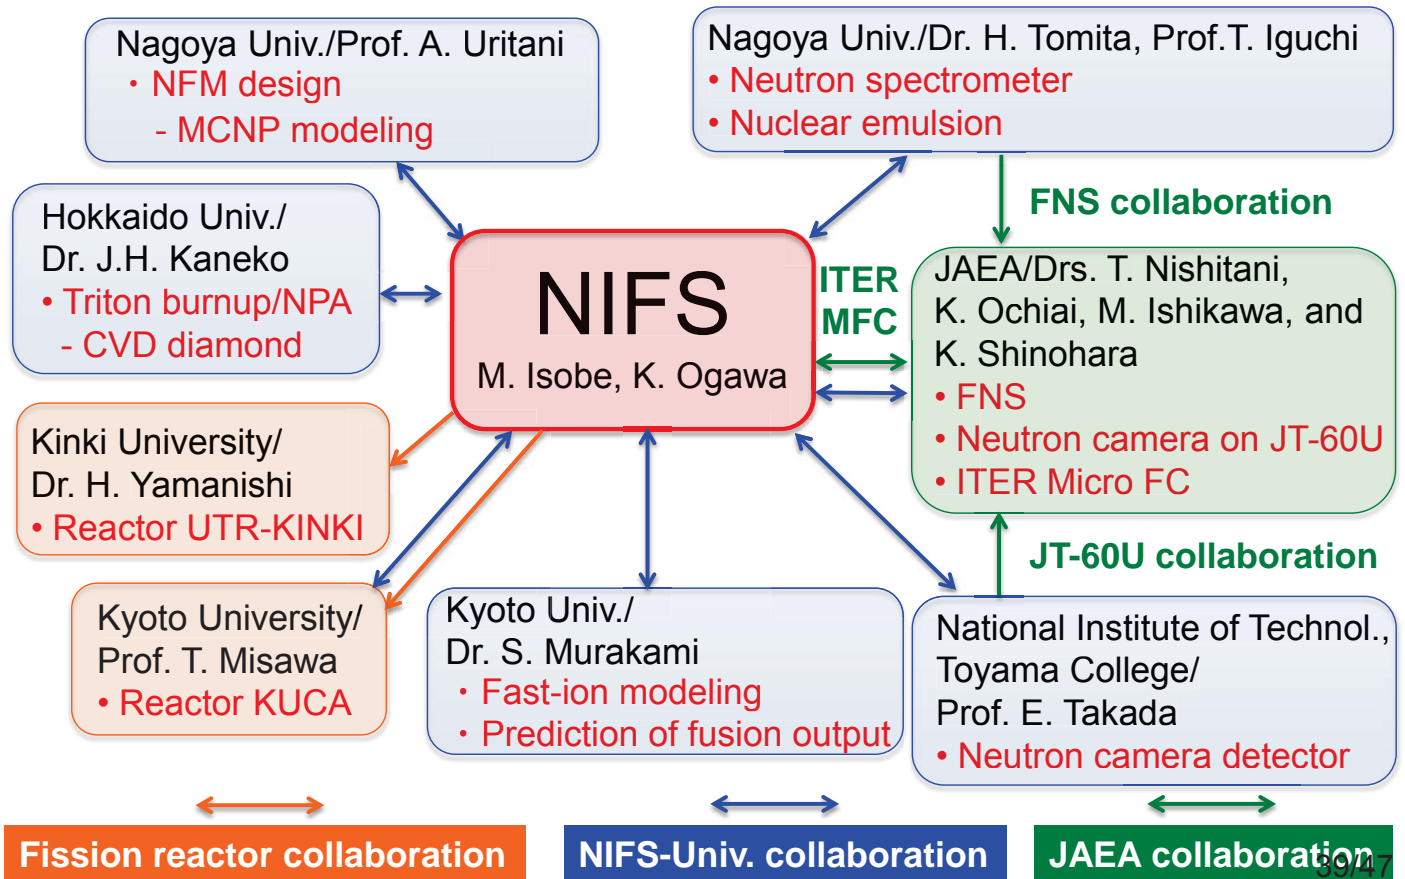 Nagoya Univ./Prof. A. Uritani
・NFM design
- MCNP modeling
Nagoya Univ./Dr. H. Tomita, Prof.T. Iguchi
• Neutron spectrometer
• Nuclear emulsion
FNS collaboration
Hokkaido Univ./
Dr. J.H. Kaneko
• Triton burnup/NPA
- CVD diamond
NIFS
M. Isobe, K. Ogawa
ITER
MFC
JAEA/Drs. T. Nishitani,
K. Ochiai, M. Ishikawa, and
K. Shinohara
• FNS
• Neutron camera on JT-60U
• ITER Micro FC
Kinki University/
Dr. H. Yamanishi
• Reactor UTR-KINKI
JT-60U collaboration
Kyoto University/
Prof. T. Misawa
• Reactor KUCA
Kyoto Univ./
Dr. S. Murakami
・Fast-ion modeling
・Prediction of fusion output
National Institute of Technol.,
Toyama College/
Prof. E. Takada
• Neutron camera detector
Fission reactor collaboration
NIFS-Univ. collaboration
JAEA collaboration
39/47